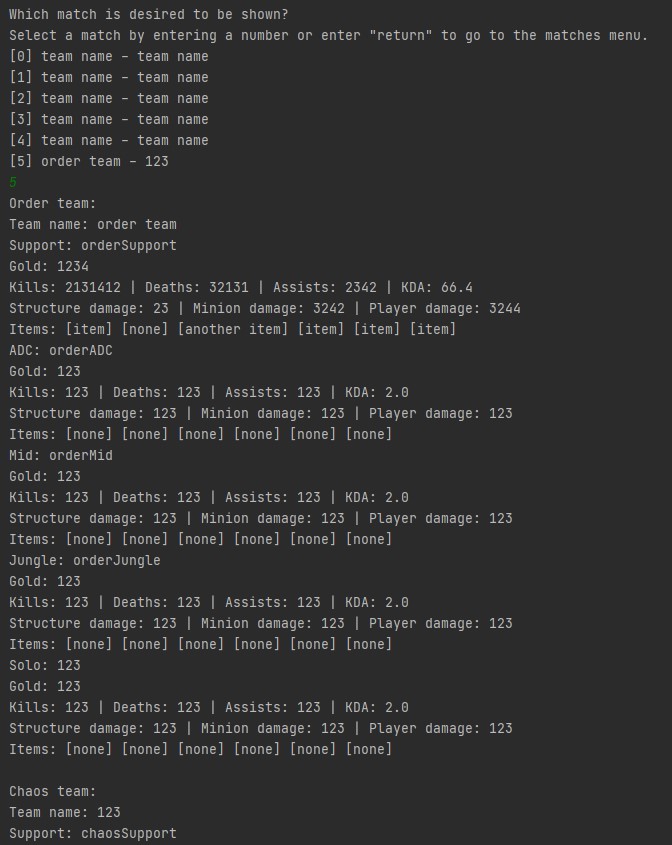 Which match is desired to be shown?
Select a match by entering a number or enter "return" to go to the matches menu.
[0] team name – team name
[1] team name – team name
[2] team name – team name
[3] team name – team name
[4] team name – team name
[5] order team – 123
5
Order team:
Team name: order team
Support: orderSupport
Gold: 1234
Kills: 2131412 | Deaths: 32131 | Assists: 2342 | KDA: 66.4
Structure damage: 23 | Minion damage: 3242 | Player damage: 3244
Items: [item] [none] [another item] [item] [item] [item]
ADC: orderADC
Gold: 123
Kills: 123 | Deaths: 123 | Assists: 123 | KDA: 2.0
Structure damage: 123 | Minion damage: 123 | Player damage: 123
Items: [none] [none] [none] [none] [none] [none]
Mid: orderMid
Gold: 123
Kills: 123 | Deaths: 123 | Assists: 123 | KDA: 2.0
Structure damage: 123 | Minion damage: 123 | Player damage: 123
Items: [none] [none] [none] [none] [none] [none]
Jungle: orderJungle
Gold: 123
Kills: 123 | Deaths: 123 | Assists: 123 | KDA: 2.0
Structure damage: 123 | Minion damage: 123 | Player damage: 123
Items: [none] [none] [none] [none] [none] [none]
Solo: 123
Gold: 123
Kills: 123 | Deaths: 123 | Assists: 123 | KDA: 2.0
Structure damage: 123 | Minion damage: 123 | Player damage: 123
Items: [none] [none] [none] [none] [none] [none]
Chaos team:
Team name: 123
Support: chaosSupport